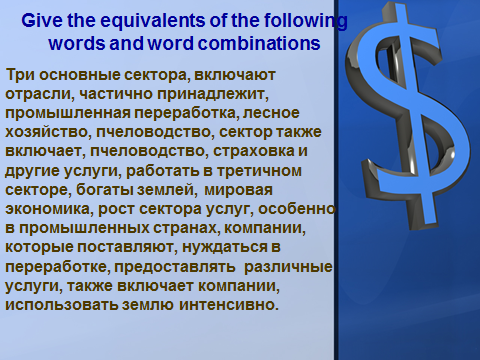 Give the equivalents of the following
words and word combinations
Три основные сектора, включают
отрасли, частично принадлежит,
промышленная переработка, лесное
хозяйство, пчеловодство, сектор также
включает, пчеловодство, страховка и
другие услуги, работать в третичном
секторе, богаты землей, мировая
экономика, рост сектора услуг, особенно
в промышленных странах, компании,
которые поставляют, нуждаться в
переработке, предоставлять различные
услуги, также включает компании,
использовать землю интенсивно.